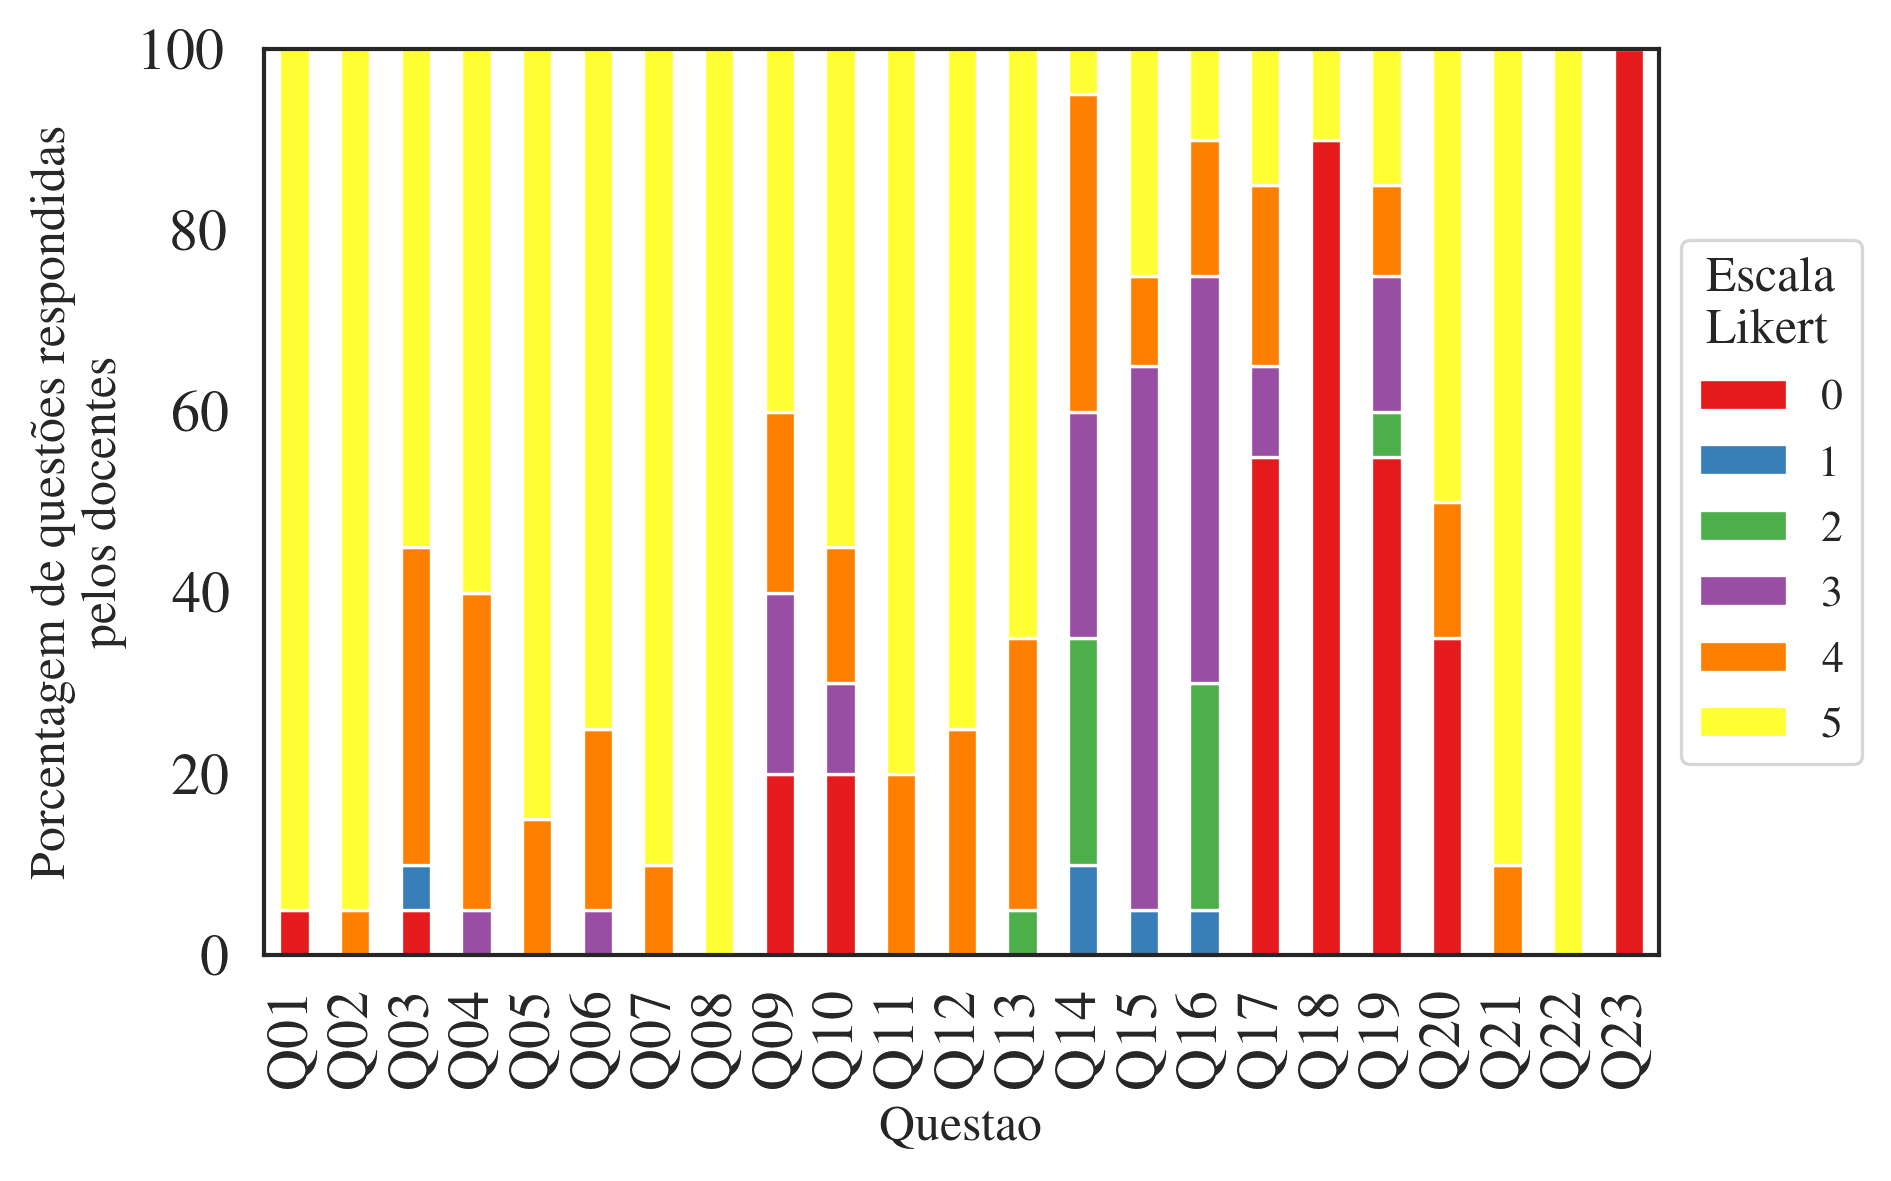 Porcentagem de questões respondidas
pelos docentes
100
80
60
40
20
0
Q01
Q02
Q03
Q04
Q05
Q06
Q07
Q08
Q09
Q10
Q11
Q12
Q13
Q14
Q15
Q16
Q17
Q18
Q19
Q20
Q21
Q22
Q23
Questao
Escala
Likert
0
1
2
3
4
5